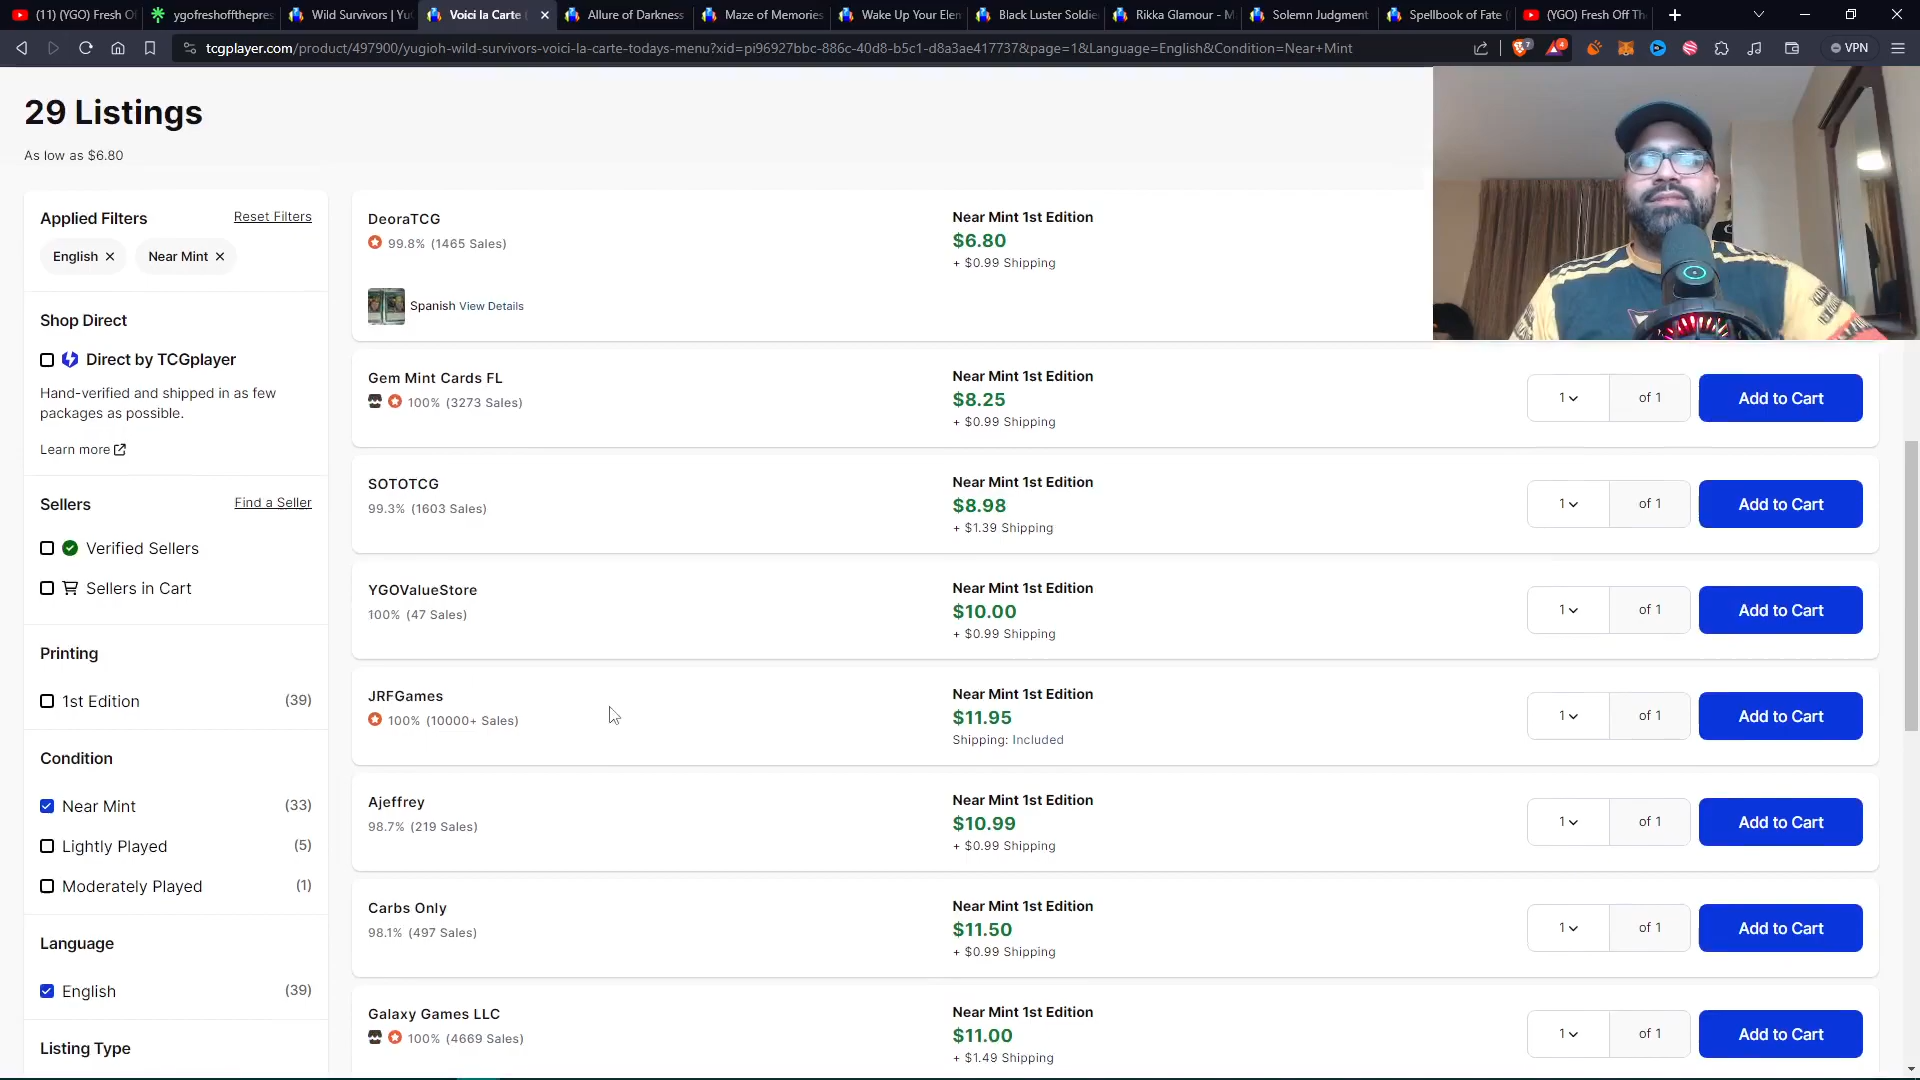 (11) (YGO) Fresh Of
ygofreshoffthepres
Wild Survivors | Yu
Voici la Carte
Allure of Darkness
Maze of Memories
Wake Up Your Elem
Black Luster Soldie
Rikka Glamour - M
Solemn Judgment
Spellbook of Fate
(YGO) Fresh Off Th
tcgplayer.com/product/497900/yugioh-wild-survivors-voici-la-carte-todays-menu?xid=pi96927bbc-886c-40d8-b5c1-d8a3ae417737&page=1&Language=English&Condition=Near+Mint
7
4
VPN
29 Listings
As low as $6.80
Applied Filters
Reset Filters
English ×
Near Mint ×
Shop Direct
Direct by TCGplayer
Hand-verified and shipped in as few
packages as possible.
Learn more
Sellers
Find a Seller
Verified Sellers
Sellers in Cart
Printing
1st Edition (39)
Condition
Near Mint (33)
Lightly Played (5)
Moderately Played (1)
Language
English (39)
Listing Type
DeoraTCG
99.8% (1465 Sales)
Near Mint 1st Edition
$6.80
+ $0.99 Shipping
Spanish View Details
Gem Mint Cards FL
100% (3273 Sales)
Near Mint 1st Edition
$8.25
+ $0.99 Shipping
1 of 1
Add to Cart
SOTOTCG
99.3% (1603 Sales)
Near Mint 1st Edition
$8.98
+ $1.39 Shipping
1 of 1
Add to Cart
YGOValueStore
100% (47 Sales)
Near Mint 1st Edition
$10.00
+ $0.99 Shipping
1 of 1
Add to Cart
JRFGames
100% (10000+ Sales)
Near Mint 1st Edition
$11.95
Shipping: Included
1 of 1
Add to Cart
Ajeffrey
98.7% (219 Sales)
Near Mint 1st Edition
$10.99
+ $0.99 Shipping
1 of 1
Add to Cart
Carbs Only
98.1% (497 Sales)
Near Mint 1st Edition
$11.50
+ $0.99 Shipping
1 of 1
Add to Cart
Galaxy Games LLC
100% (4669 Sales)
Near Mint 1st Edition
$11.00
+ $1.49 Shipping
1 of 1
Add to Cart